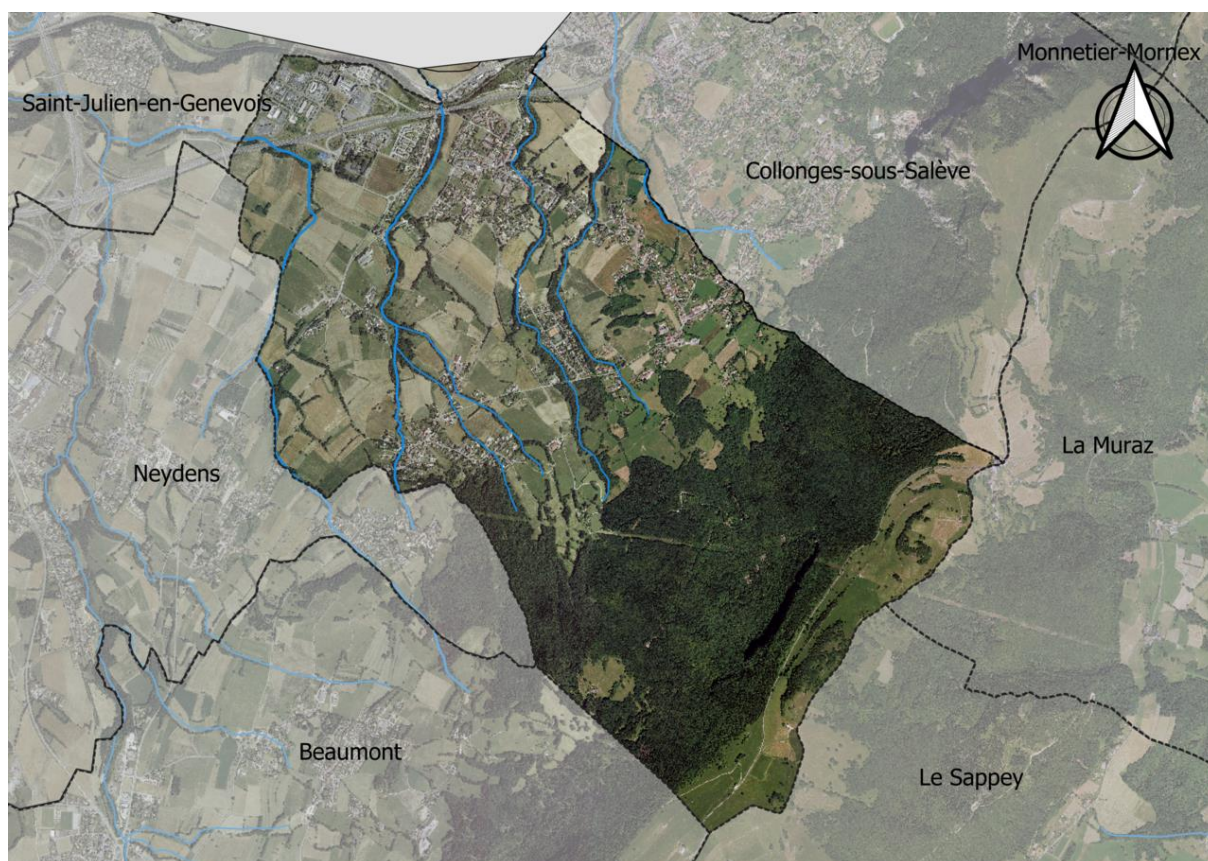 Monnetier-Mornex
Saint-Julien-en-Genevois
Collonges-sous-Salève
La Muraz
Neydens
Beaumont
Le Sappey